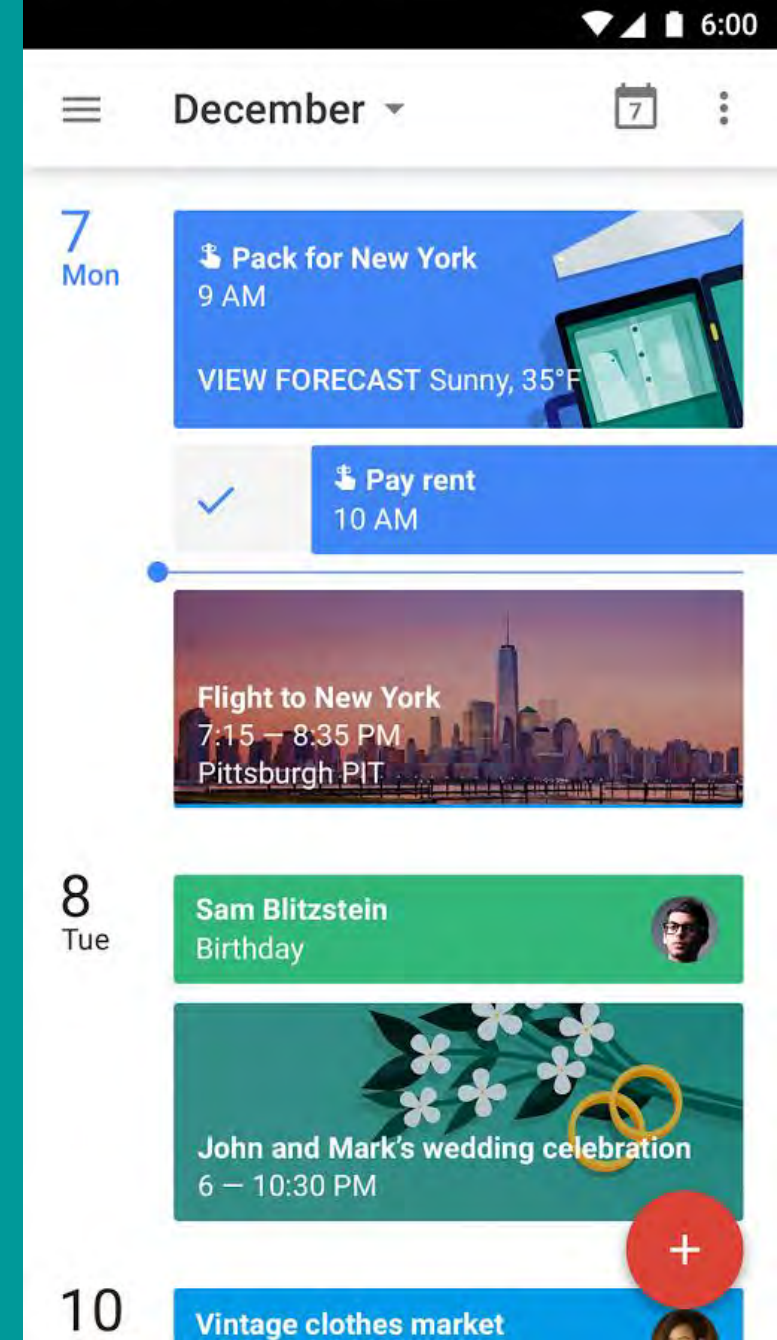 6:00
December
7
7
Mon
Pack for New York
9 AM
VIEW FORECAST Sunny, 35°F
Pay rent
10 AM
Flight to New York
7:15 — 8:35 PM
Pittsburgh PIT
8
Tue
Sam Blitzstein
Birthday
John and Mark's wedding celebration
6 — 10:30 PM
10
Vintage clothes market